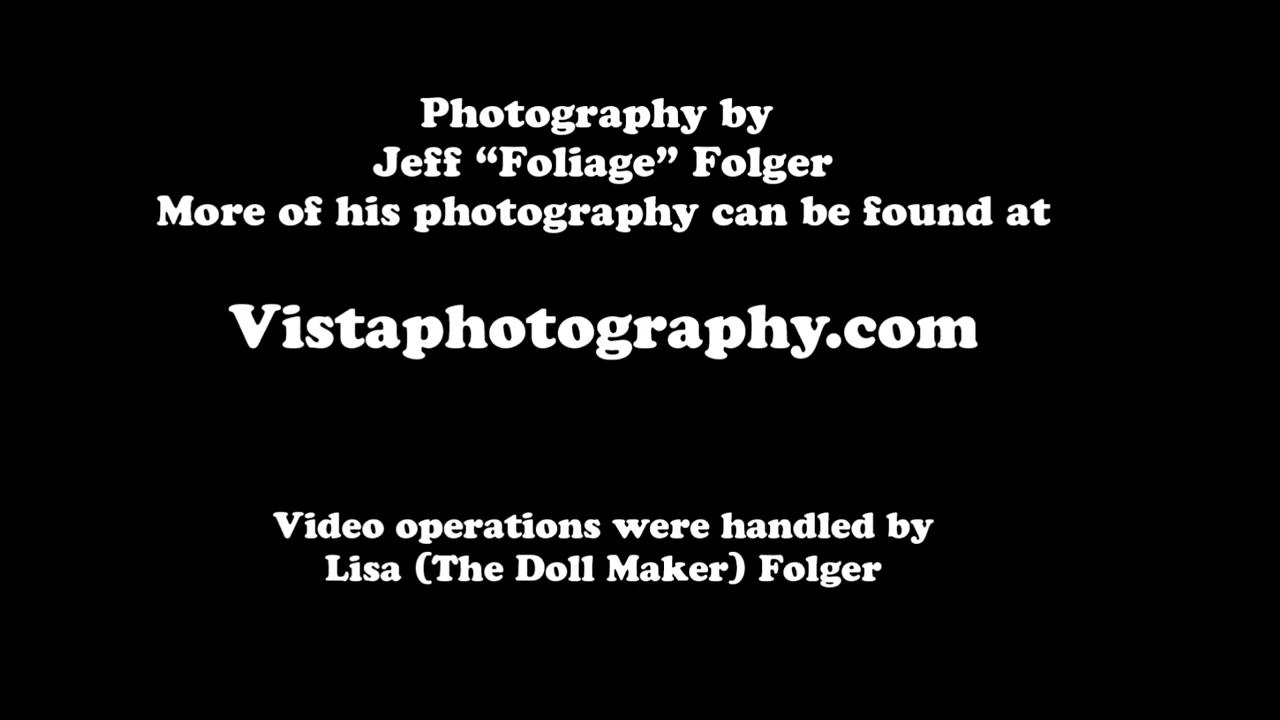 Photography by
Jeff “Foliage” Folger
More of his photography can be found at
Vistaphotography.com
Video operations were handled by
Lisa (The Doll Maker) Folger